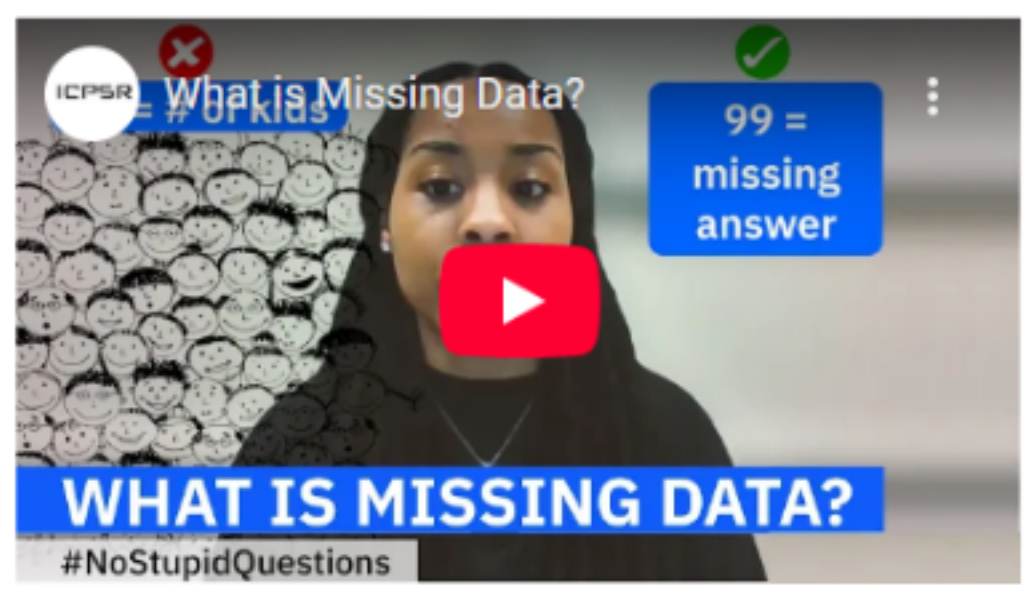 ICPSR
What is Missing Data?
= # of kids
99 =
missing
answer
WHAT IS MISSING DATA?
#NoStupidQuestions